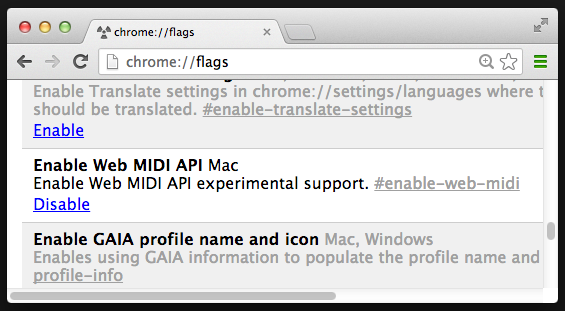 chrome://flags
chrome://flags
Enable Translate settings in chrome://settings/languages where t
should be translated. #enable-translate-settings
Enable
Enable Web MIDI API Mac
Enable Web MIDI API experimental support. #enable-web-midi
Disable
Enable GAIA profile name and icon Mac, Windows
Enables using GAIA information to populate the profile name and
profile-info